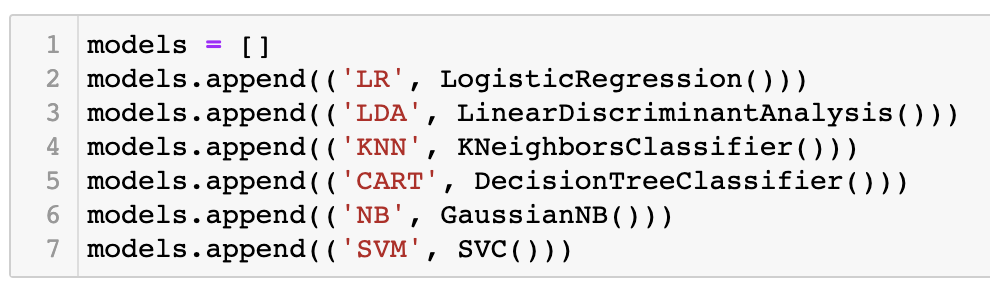 1 models = []
2 models.append(('LR', LogisticRegression()))
3 models.append(('LDA', LinearDiscriminantAnalysis()))
4 models.append(('KNN', KNeighborsClassifier()))
5 models.append(('CART', DecisionTreeClassifier()))
6 models.append(('NB', GaussianNB()))
7 models.append(('SVM', SVC()))